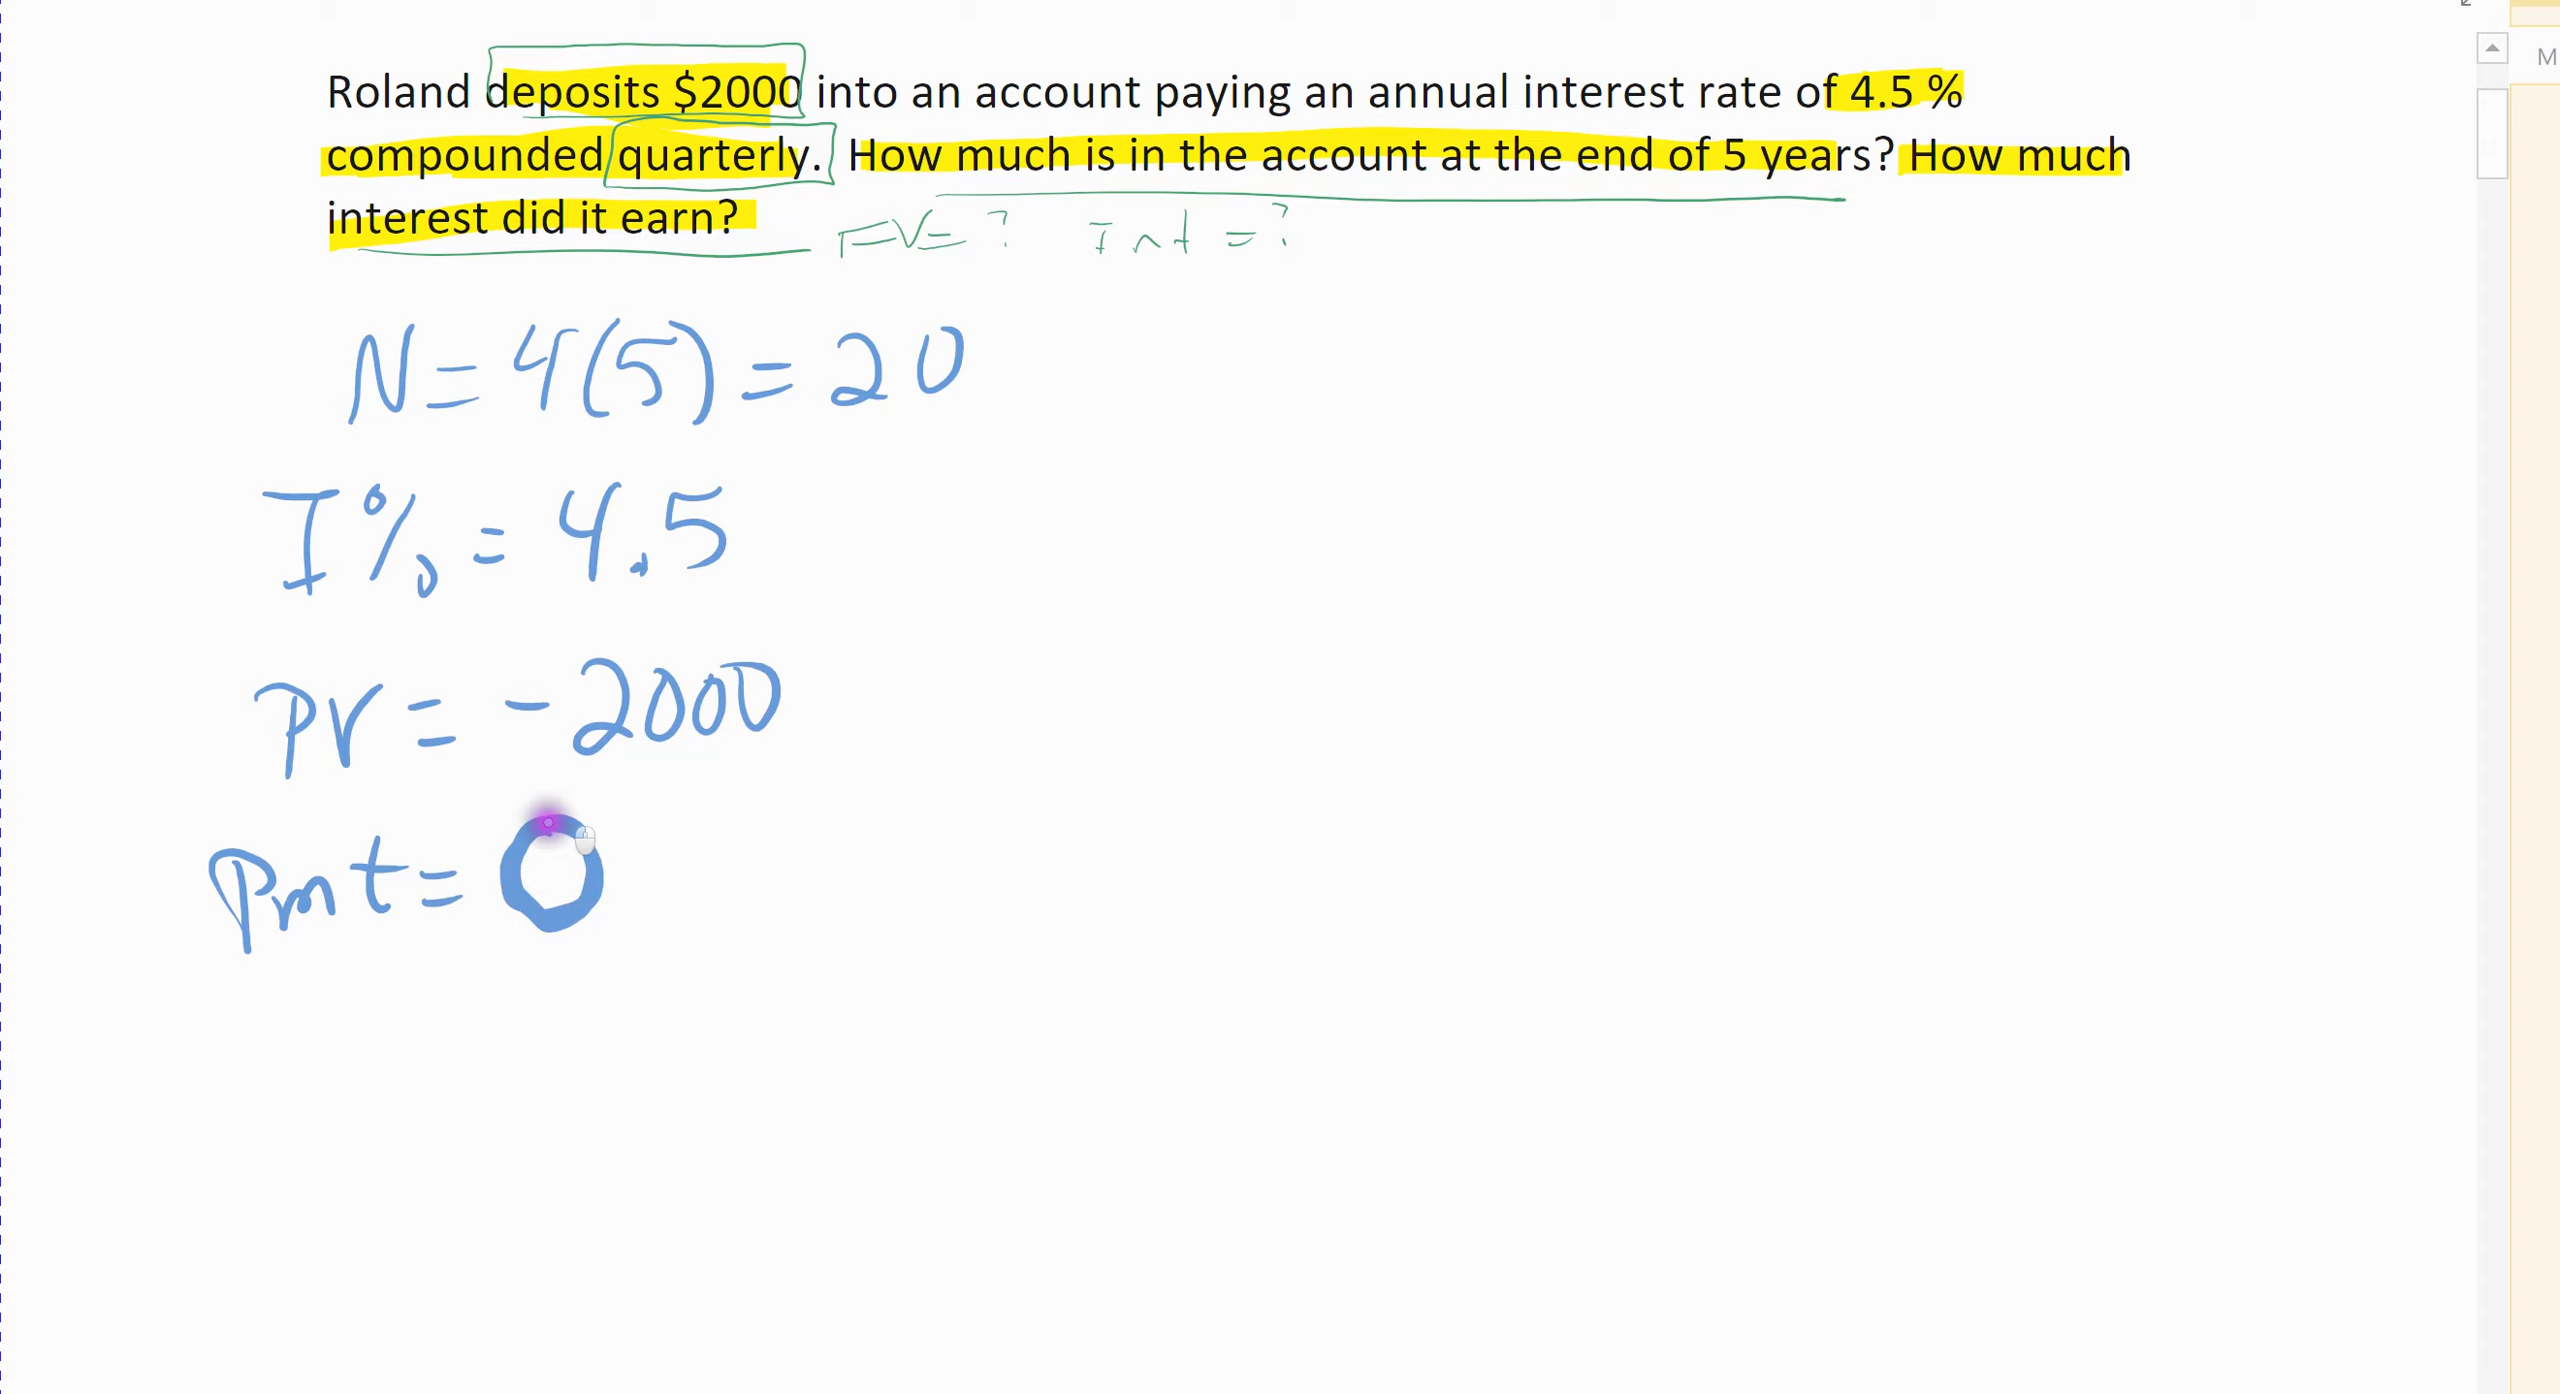 Roland deposits $2000 into an account paying an annual interest rate of 4.5 %
compounded quarterly. How much is in the account at the end of 5 years? How much
interest did it earn?
FV= ? Int = ?
N= 4(5) = 20
I% = 4.5
PV = -2000
Pmt = 0
M